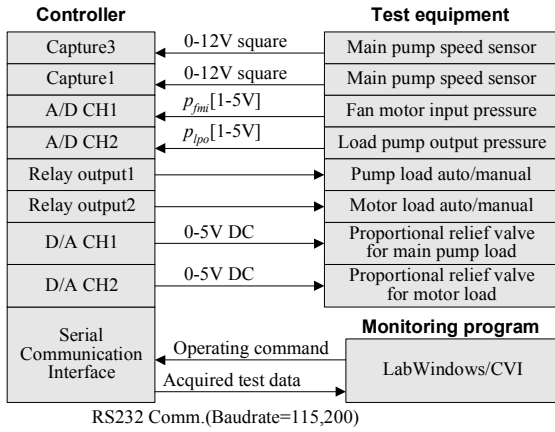 Controller
Test equipment
Capture3
0-12V square
Main pump speed sensor
Capture1
0-12V square
Main pump speed sensor
A/D CH1
p_fmi[1-5V]
Fan motor input pressure
A/D CH2
p_lpo[1-5V]
Load pump output pressure
Relay output1
Pump load auto/manual
Relay output2
Motor load auto/manual
D/A CH1
0-5V DC
Proportional relief valve
for main pump load
D/A CH2
0-5V DC
Proportional relief valve
for motor load
Serial
Communication
Interface
Operating command
Acquired test data
Monitoring program
LabWindows/CVI
RS232 Comm.(Baudrate=115,200)